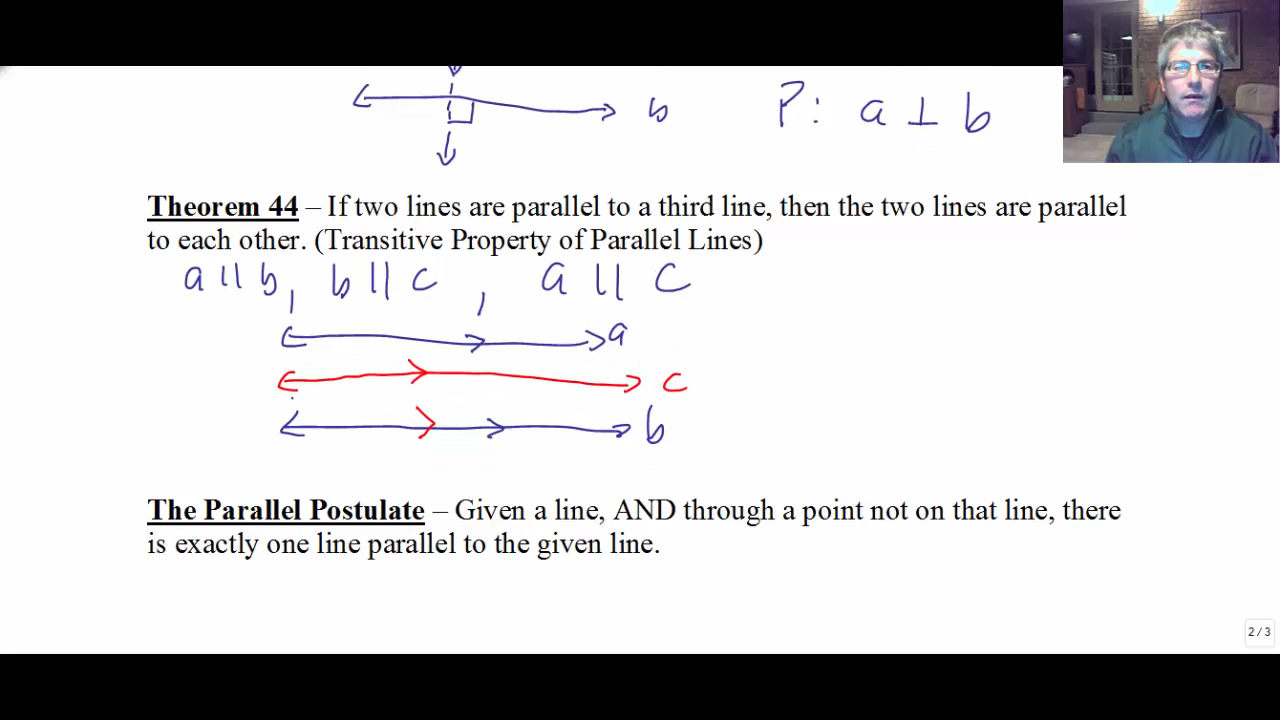 b P: a ⊥ b
Theorem 44 – If two lines are parallel to a third line, then the two lines are parallel
to each other. (Transitive Property of Parallel Lines)
a || b, b || c, a || c
a
c
b
The Parallel Postulate – Given a line, AND through a point not on that line, there
is exactly one line parallel to the given line.
2 / 3